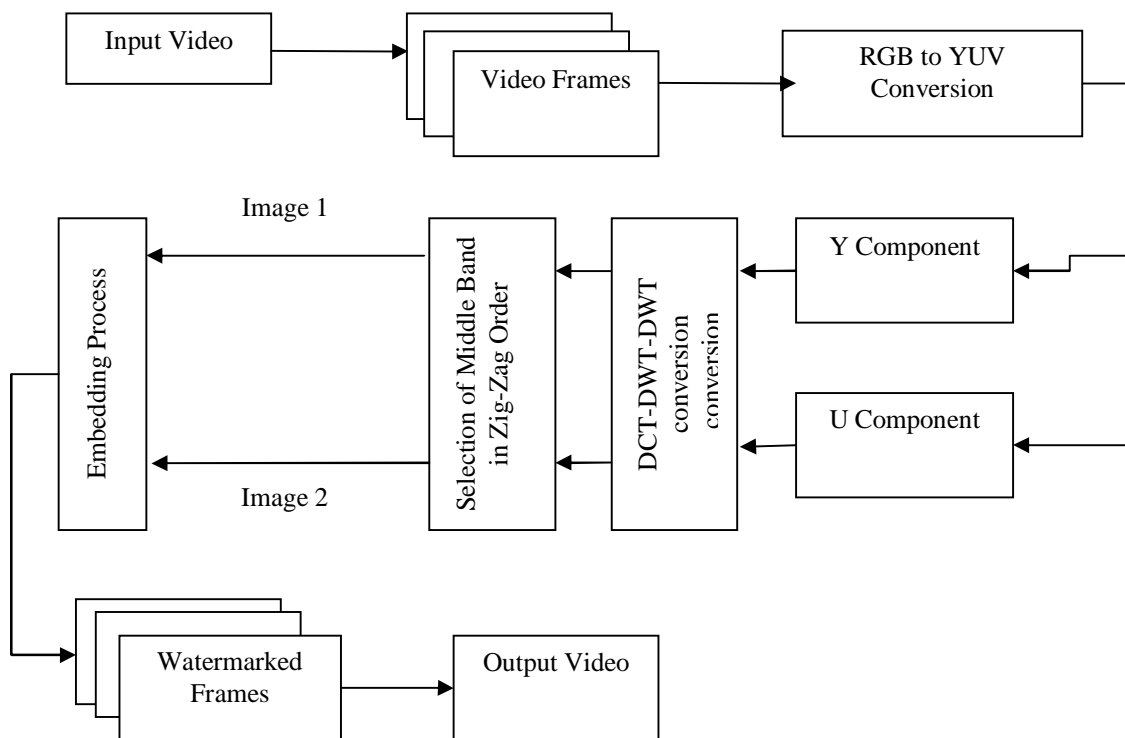 Input Video
Video Frames
RGB to YUV
Conversion
Y Component
U Component
DCT-DWT-DWT
conversion
conversion
Selection of Middle Band
in Zig-Zag Order
Image 1
Image 2
Embedding Process
Watermarked
Frames
Output Video